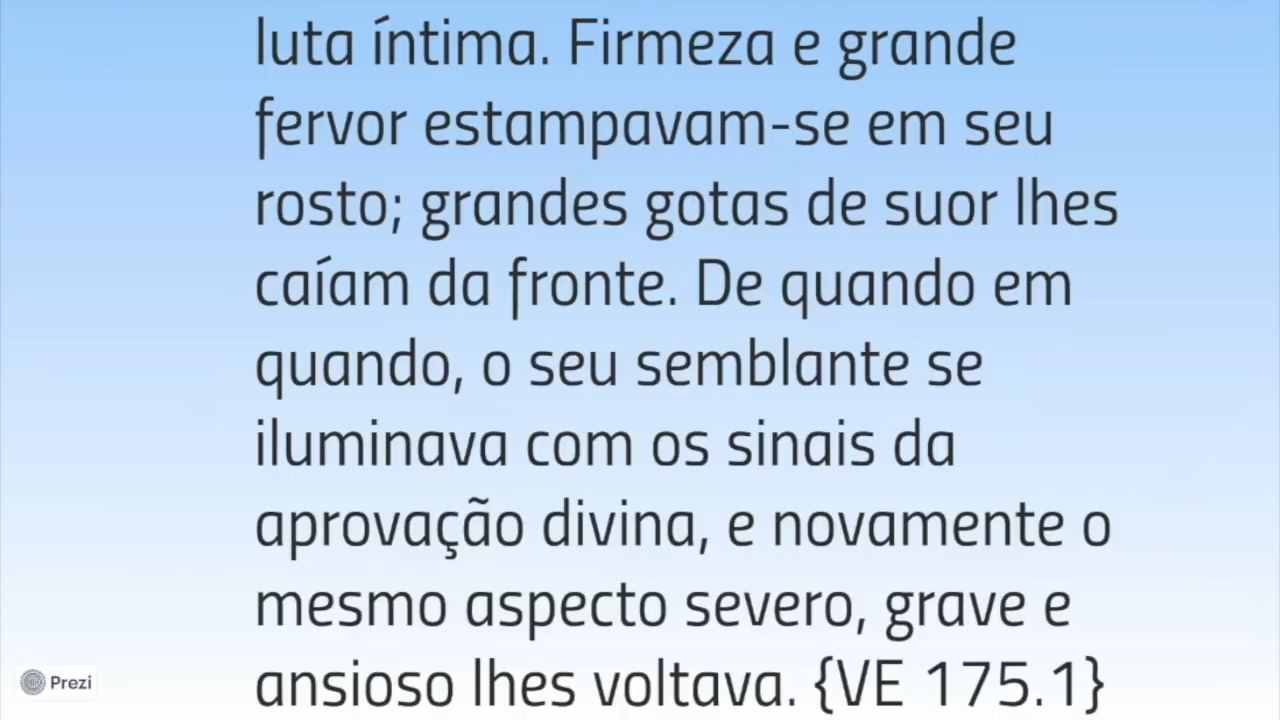 luta íntima. Firmeza e grande
fervor estampavam-se em seu
rosto; grandes gotas de suor lhes
caíam da fronte. De quando em
quando, o seu semblante se
iluminava com os sinais da
aprovação divina, e novamente o
mesmo aspecto severo, grave e
ansioso lhes voltava. {VE 175.1}
Prezi